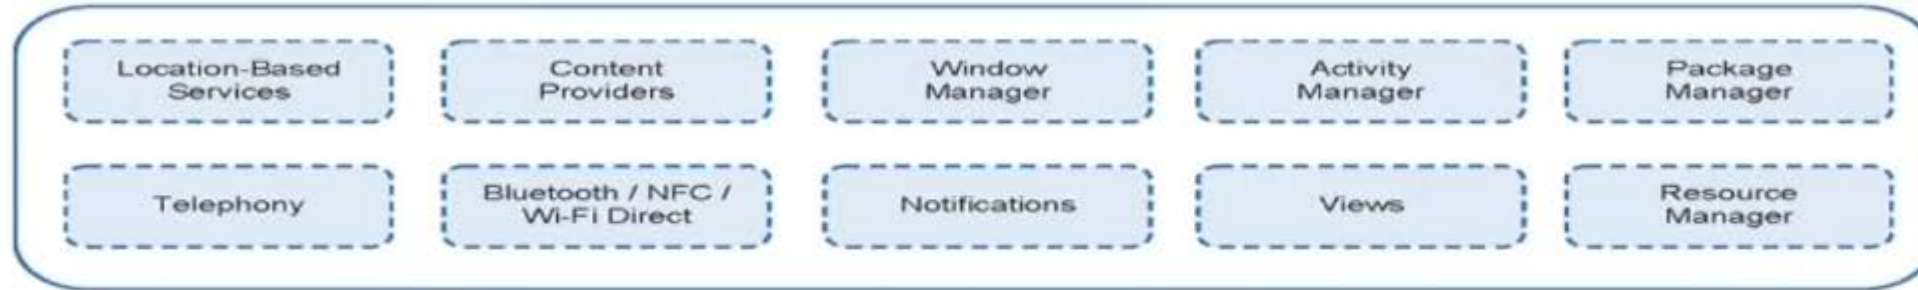 Location-Based
Services
Content
Providers
Window
Manager
Activity
Manager
Package
Manager
Telephony
Bluetooth / NFC /
Wi-Fi Direct
Notifications
Views
Resource
Manager